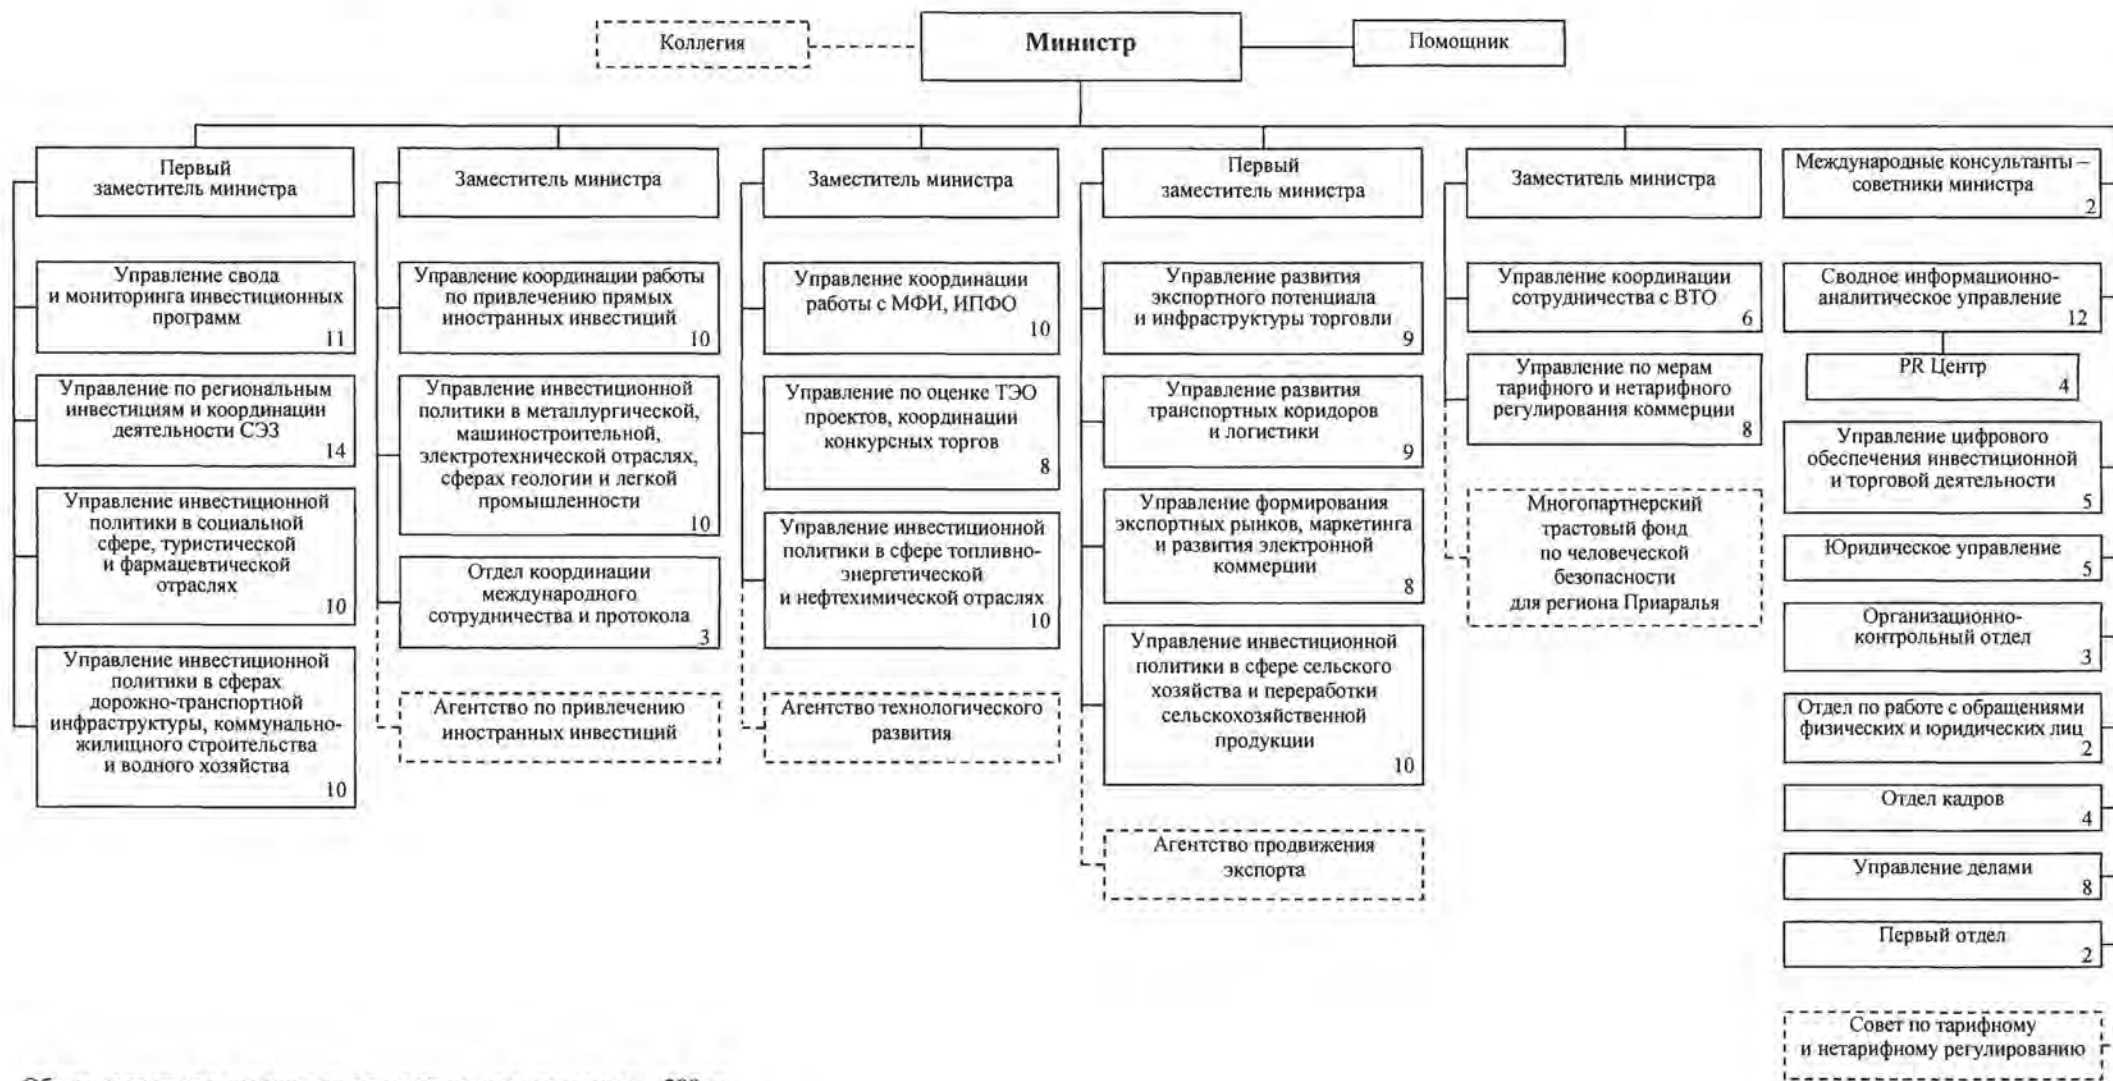 Коллегия
Министр
Помощник
Первый
заместитель министра
Управление свода
и мониторинга инвестиционных
программ
11
Управление по региональным
инвестициям и координации
деятельности СЭЗ
14
Управление инвестиционной
политики в социальной
сфере, туристической
и фармацевтической
отраслях
10
Управление инвестиционной
политики в сферах
дорожно-транспортной
инфраструктуры, коммунально-
жилищного строительства
и водного хозяйства
10
Заместитель министра
Управление координации работы
по привлечению прямых
иностранных инвестиций
10
Управление инвестиционной
политики в металлургической,
машиностроительной,
электротехнической отраслях,
сферах геологии и легкой
промышленности
10
Отдел координации
международного
сотрудничества и протокола
3
Агентство по привлечению
иностранных инвестиций
Заместитель министра
Управление координации
работы с МФИ, ИПФО
10
Управление по оценке ТЭО
проектов, координации
конкурсных торгов
8
Управление инвестиционной
политики в сфере топливно-
энергетической
и нефтехимической отраслях
10
Агентство технологического
развития
Первый
заместитель министра
Управление развития
экспортного потенциала
и инфраструктуры торговли
9
Управление развития
транспортных коридоров
и логистики
9
Управление формирования
экспортных рынков, маркетинга
и развития электронной
коммерции
8
Управление инвестиционной
политики в сфере сельского
хозяйства и переработки
сельскохозяйственной
продукции
10
Агентство продвижения
экспорта
Заместитель министра
Управление координации
сотрудничества с ВТО
6
Управление по мерам
тарифного и нетарифного
регулирования коммерции
8
Многопартнерский
трастовый фонд
по человеческой
безопасности
для региона Приаралья
Международные консультанты –
советники министра
2
Сводное информационно-
аналитическое управление
12
PR Центр
4
Управление цифрового
обеспечения инвестиционной
и торговой деятельности
5
Юридическое управление
5
Организационно-
контрольный отдел
3
Отдел по работе с обращениями
физических и юридических лиц
2
Отдел кадров
4
Управление делами
8
Первый отдел
2
Совет по тарифному
и нетарифному регулированию